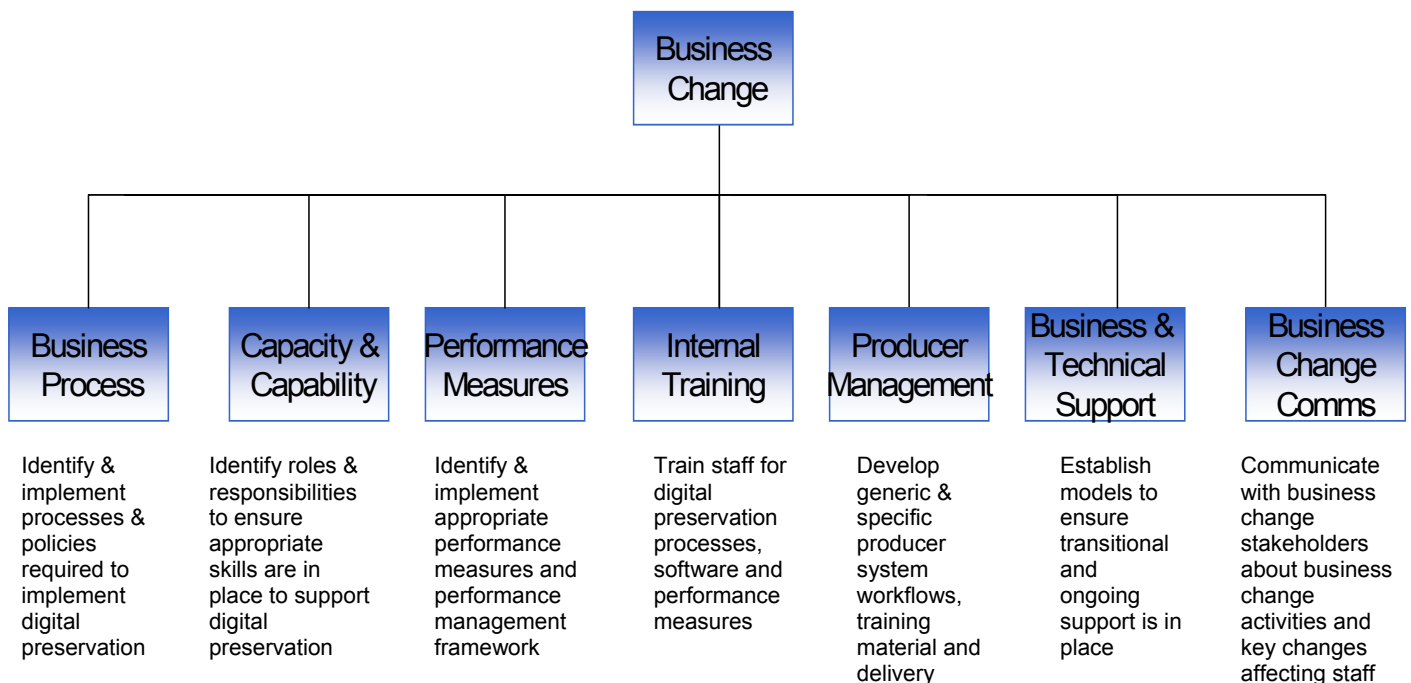 Business
Change
Business
Process
Capacity &
Capability
Performance
Measures
Internal
Training
Producer
Management
Business &
Technical
Support
Business
Change
Comms
Identify &
implement
processes &
policies
required to
implement
digital
preservation
Identify roles &
responsibilities
to ensure
appropriate
skills are in
place to support
digital
preservation
Identify &
implement
appropriate
performance
measures and
performance
management
framework
Train staff for
digital
preservation
processes,
software and
performance
measures
Develop
generic &
specific
producer
system
workflows,
training
material and
delivery
Establish
models to
ensure
transitional
and
ongoing
support is in
place
Communicate
with business
change
stakeholders
about business
change
activities and
key changes
affecting staff